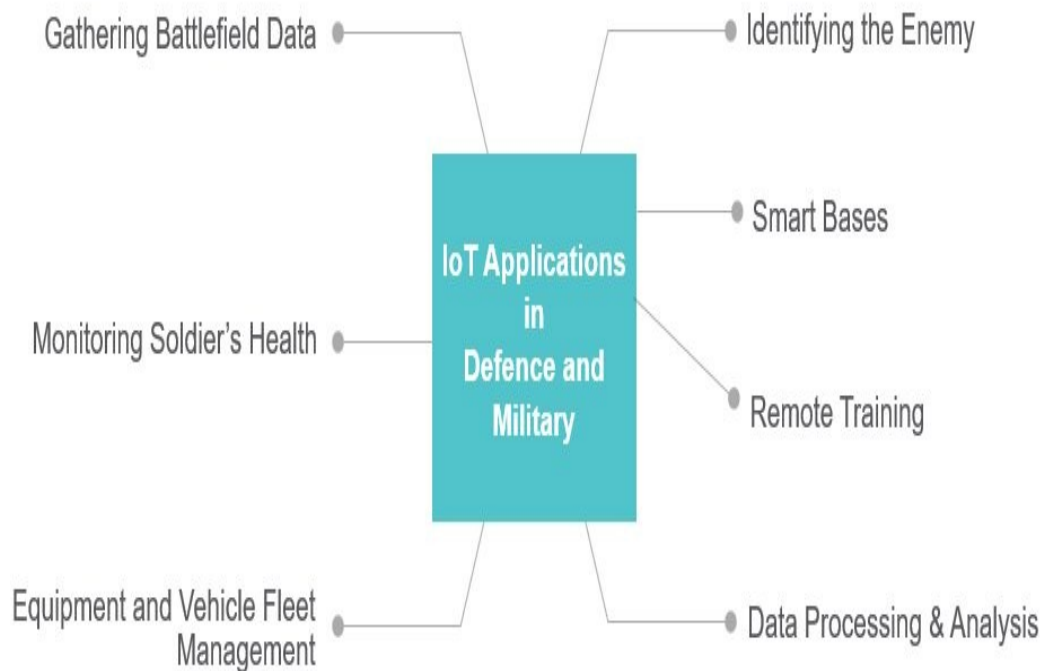 Gathering Battlefield Data
Identifying the Enemy
Smart Bases
IoT Applications
in
Defence and
Military
Monitoring Soldier's Health
Remote Training
Equipment and Vehicle Fleet
Management
Data Processing & Analysis